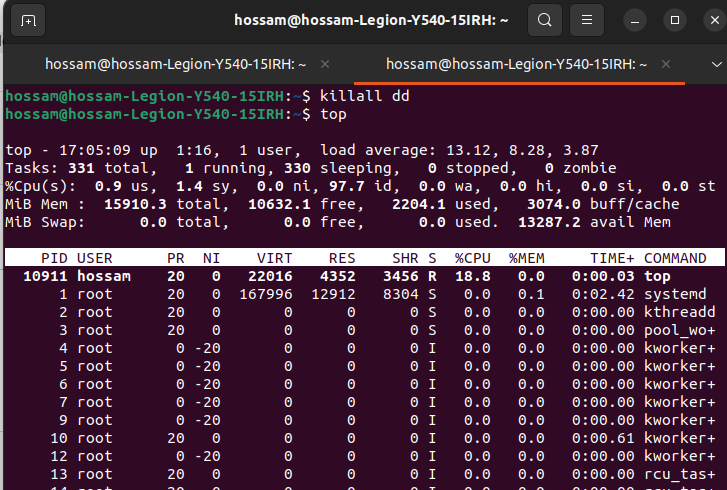 hossam@hossam-Legion-Y540-15IRH: ~
hossam@hossam-Legion-Y540-15IRH: ~ × hossam@hossam-Legion-Y540-15IRH: ~ ×
hossam@hossam-Legion-Y540-15IRH:~$ killall dd
hossam@hossam-Legion-Y540-15IRH:~$ top
top - 17:05:09 up  1:16,  1 user,  load average: 13.12, 8.28, 3.87
Tasks: 331 total,   1 running, 330 sleeping,   0 stopped,   0 zombie
%Cpu(s):  0.9 us,  1.4 sy,  0.0 ni, 97.7 id,  0.0 wa,  0.0 hi,  0.0 si,  0.0 st
MiB Mem :  15910.3 total,  10632.1 free,   2204.1 used,   3074.0 buff/cache
MiB Swap:      0.0 total,      0.0 free,      0.0 used.  13287.2 avail Mem
PID USER      PR  NI    VIRT    RES    SHR S  %CPU  %MEM     TIME+ COMMAND
10911 hossam    20   0   22016   4352   3456 R  18.8   0.0   0:00.03 top
1 root      20   0  167996  12912   8304 S   0.0   0.1   0:02.42 systemd
2 root      20   0       0      0      0 S   0.0   0.0   0:00.00 kthreadd
3 root      20   0       0      0      0 S   0.0   0.0   0:00.00 pool_wo+
4 root       0 -20       0      0      0 I   0.0   0.0   0:00.00 kworker+
5 root       0 -20       0      0      0 I   0.0   0.0   0:00.00 kworker+
6 root       0 -20       0      0      0 I   0.0   0.0   0:00.00 kworker+
7 root       0 -20       0      0      0 I   0.0   0.0   0:00.00 kworker+
9 root       0 -20       0      0      0 I   0.0   0.0   0:00.00 kworker+
10 root      20   0       0      0      0 I   0.0   0.0   0:00.61 kworker+
12 root       0 -20       0      0      0 I   0.0   0.0   0:00.00 kworker+
13 root      20   0       0      0      0 I   0.0   0.0   0:00.00 rcu_tas+